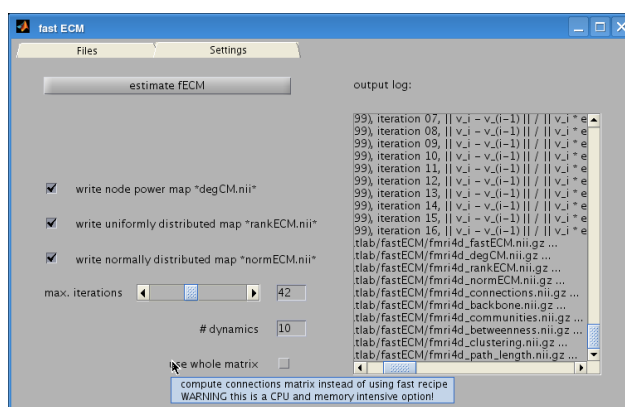 fast ECM
Files
Settings
estimate fECM
output log:
99), iteration 07, || v_i - v_(i-1) || / || v_i * e
99), iteration 08, || v_i - v_(i-1) || / || v_i * e
99), iteration 09, || v_i - v_(i-1) || / || v_i * e
99), iteration 10, || v_i - v_(i-1) || / || v_i * e
99), iteration 11, || v_i - v_(i-1) || / || v_i * e
99), iteration 12, || v_i - v_(i-1) || / || v_i * e
99), iteration 13, || v_i - v_(i-1) || / || v_i * e
99), iteration 14, || v_i - v_(i-1) || / || v_i * e
99), iteration 15, || v_i - v_(i-1) || / || v_i * e
99), iteration 16, || v_i - v_(i-1) || / || v_i * e
.tlab/fastECM/fmri4d_fastECM.nii.gz ...
.tlab/fastECM/fmri4d_degCM.nii.gz ...
.tlab/fastECM/fmri4d_rankECM.nii.gz ...
.tlab/fastECM/fmri4d_normECM.nii.gz ...
.tlab/fastECM/fmri4d_connections.nii.gz ...
.tlab/fastECM/fmri4d_backbone.nii.gz ...
.tlab/fastECM/fmri4d_communities.nii.gz ...
.tlab/fastECM/fmri4d_betweenness.nii.gz ...
.tlab/fastECM/fmri4d_clustering.nii.gz ...
.tlab/fastECM/fmri4d_path_length.nii.gz ...
write node power map *degCM.nii*
write uniformly distributed map *rankECM.nii*
write normally distributed map *normECM.nii*
max. iterations
42
# dynamics
10
use whole matrix
compute connections matrix instead of using fast recipe
WARNING this is a CPU and memory intensive option!